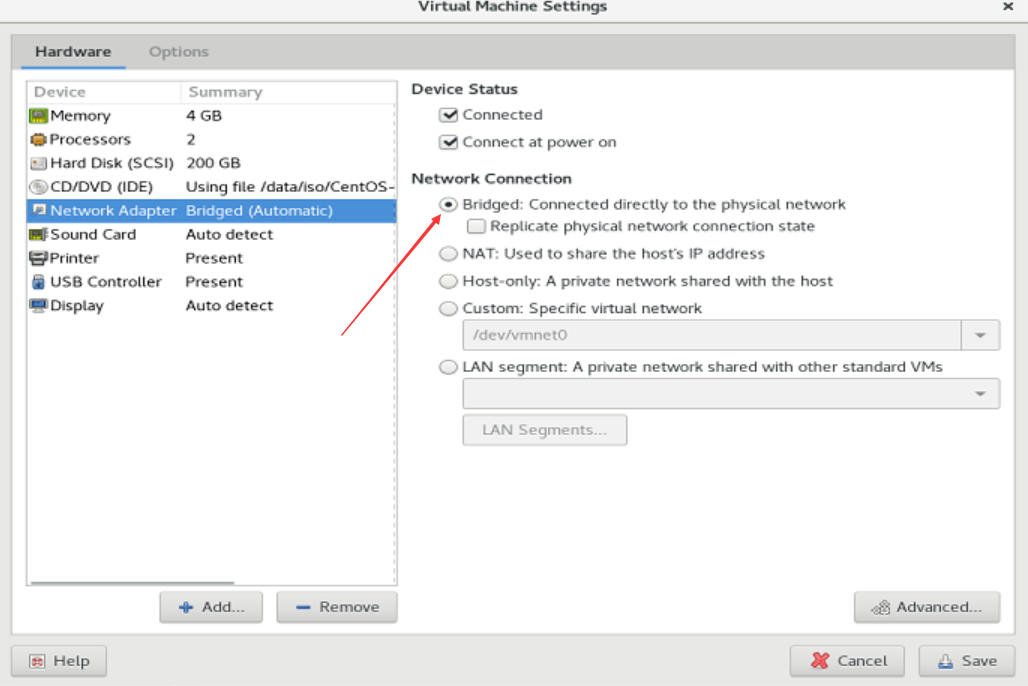 Virtual Machine Settings
Hardware Options
Device Summary
Memory 4 GB
Processors 2
Hard Disk (SCSI) 200 GB
CD/DVD (IDE) Using file /data/iso/CentOS-
Network Adapter Bridged (Automatic)
Sound Card Auto detect
Printer Present
USB Controller Present
Display Auto detect
Add...
Remove
Device Status
Connected
Connect at power on
Network Connection
Bridged: Connected directly to the physical network
Replicate physical network connection state
NAT: Used to share the host's IP address
Host-only: A private network shared with the host
Custom: Specific virtual network
/dev/vmnet0
LAN segment: A private network shared with other standard VMs
LAN Segments...
Advanced...
Help
Cancel
Save